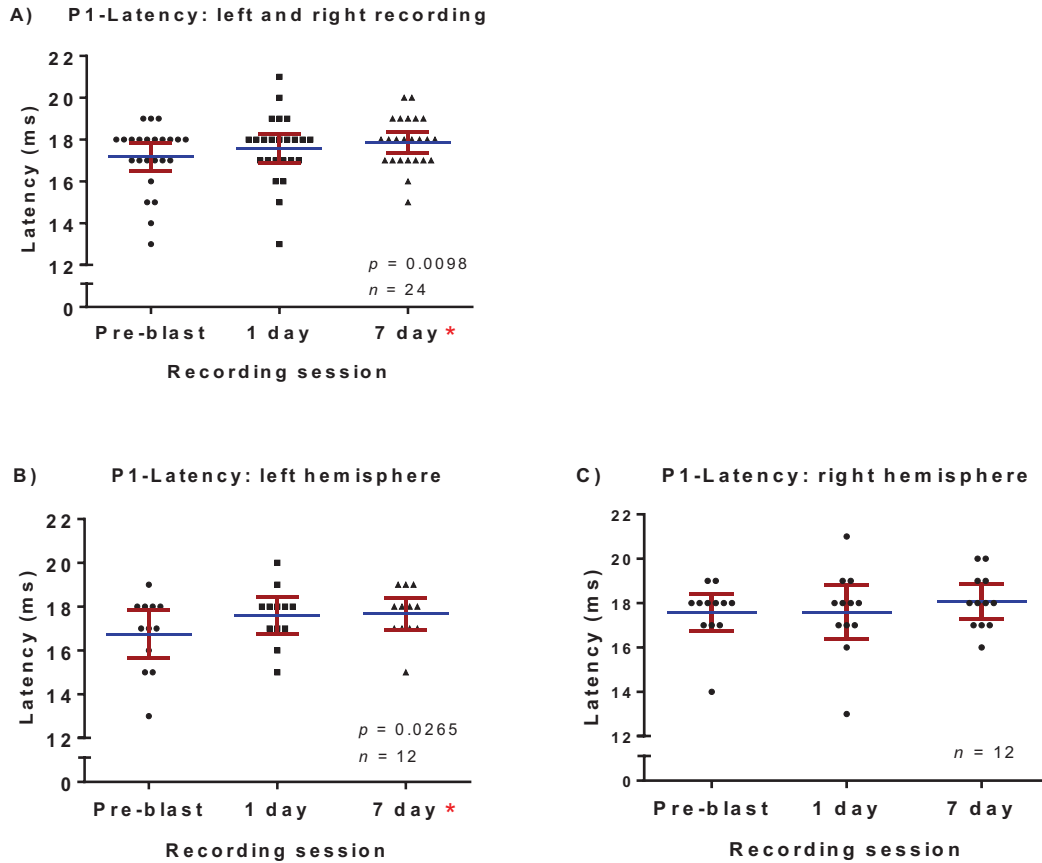 A) P1-Latency: left and right recording
22
20
18
16
14
12
0
Latency (ms)
p = 0.0098
n = 24
Pre-blast 1 day 7 day *
Recording session
B) P1-Latency: left hemisphere
22
20
18
16
14
12
0
Latency (ms)
p = 0.0265
n = 12
Pre-blast 1 day 7 day *
Recording session
C) P1-Latency: right hemisphere
22
20
18
16
14
12
0
Latency (ms)
n = 12
Pre-blast 1 day 7 day
Recording session